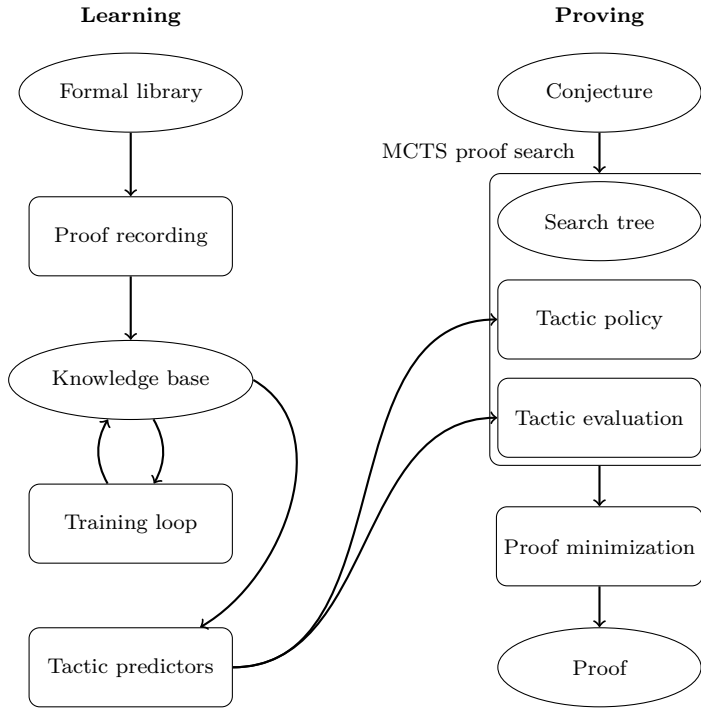 Learning
Formal library
Proof recording
Knowledge base
Training loop
Tactic predictors
Proving
Conjecture
MCTS proof search
Search tree
Tactic policy
Tactic evaluation
Proof minimization
Proof